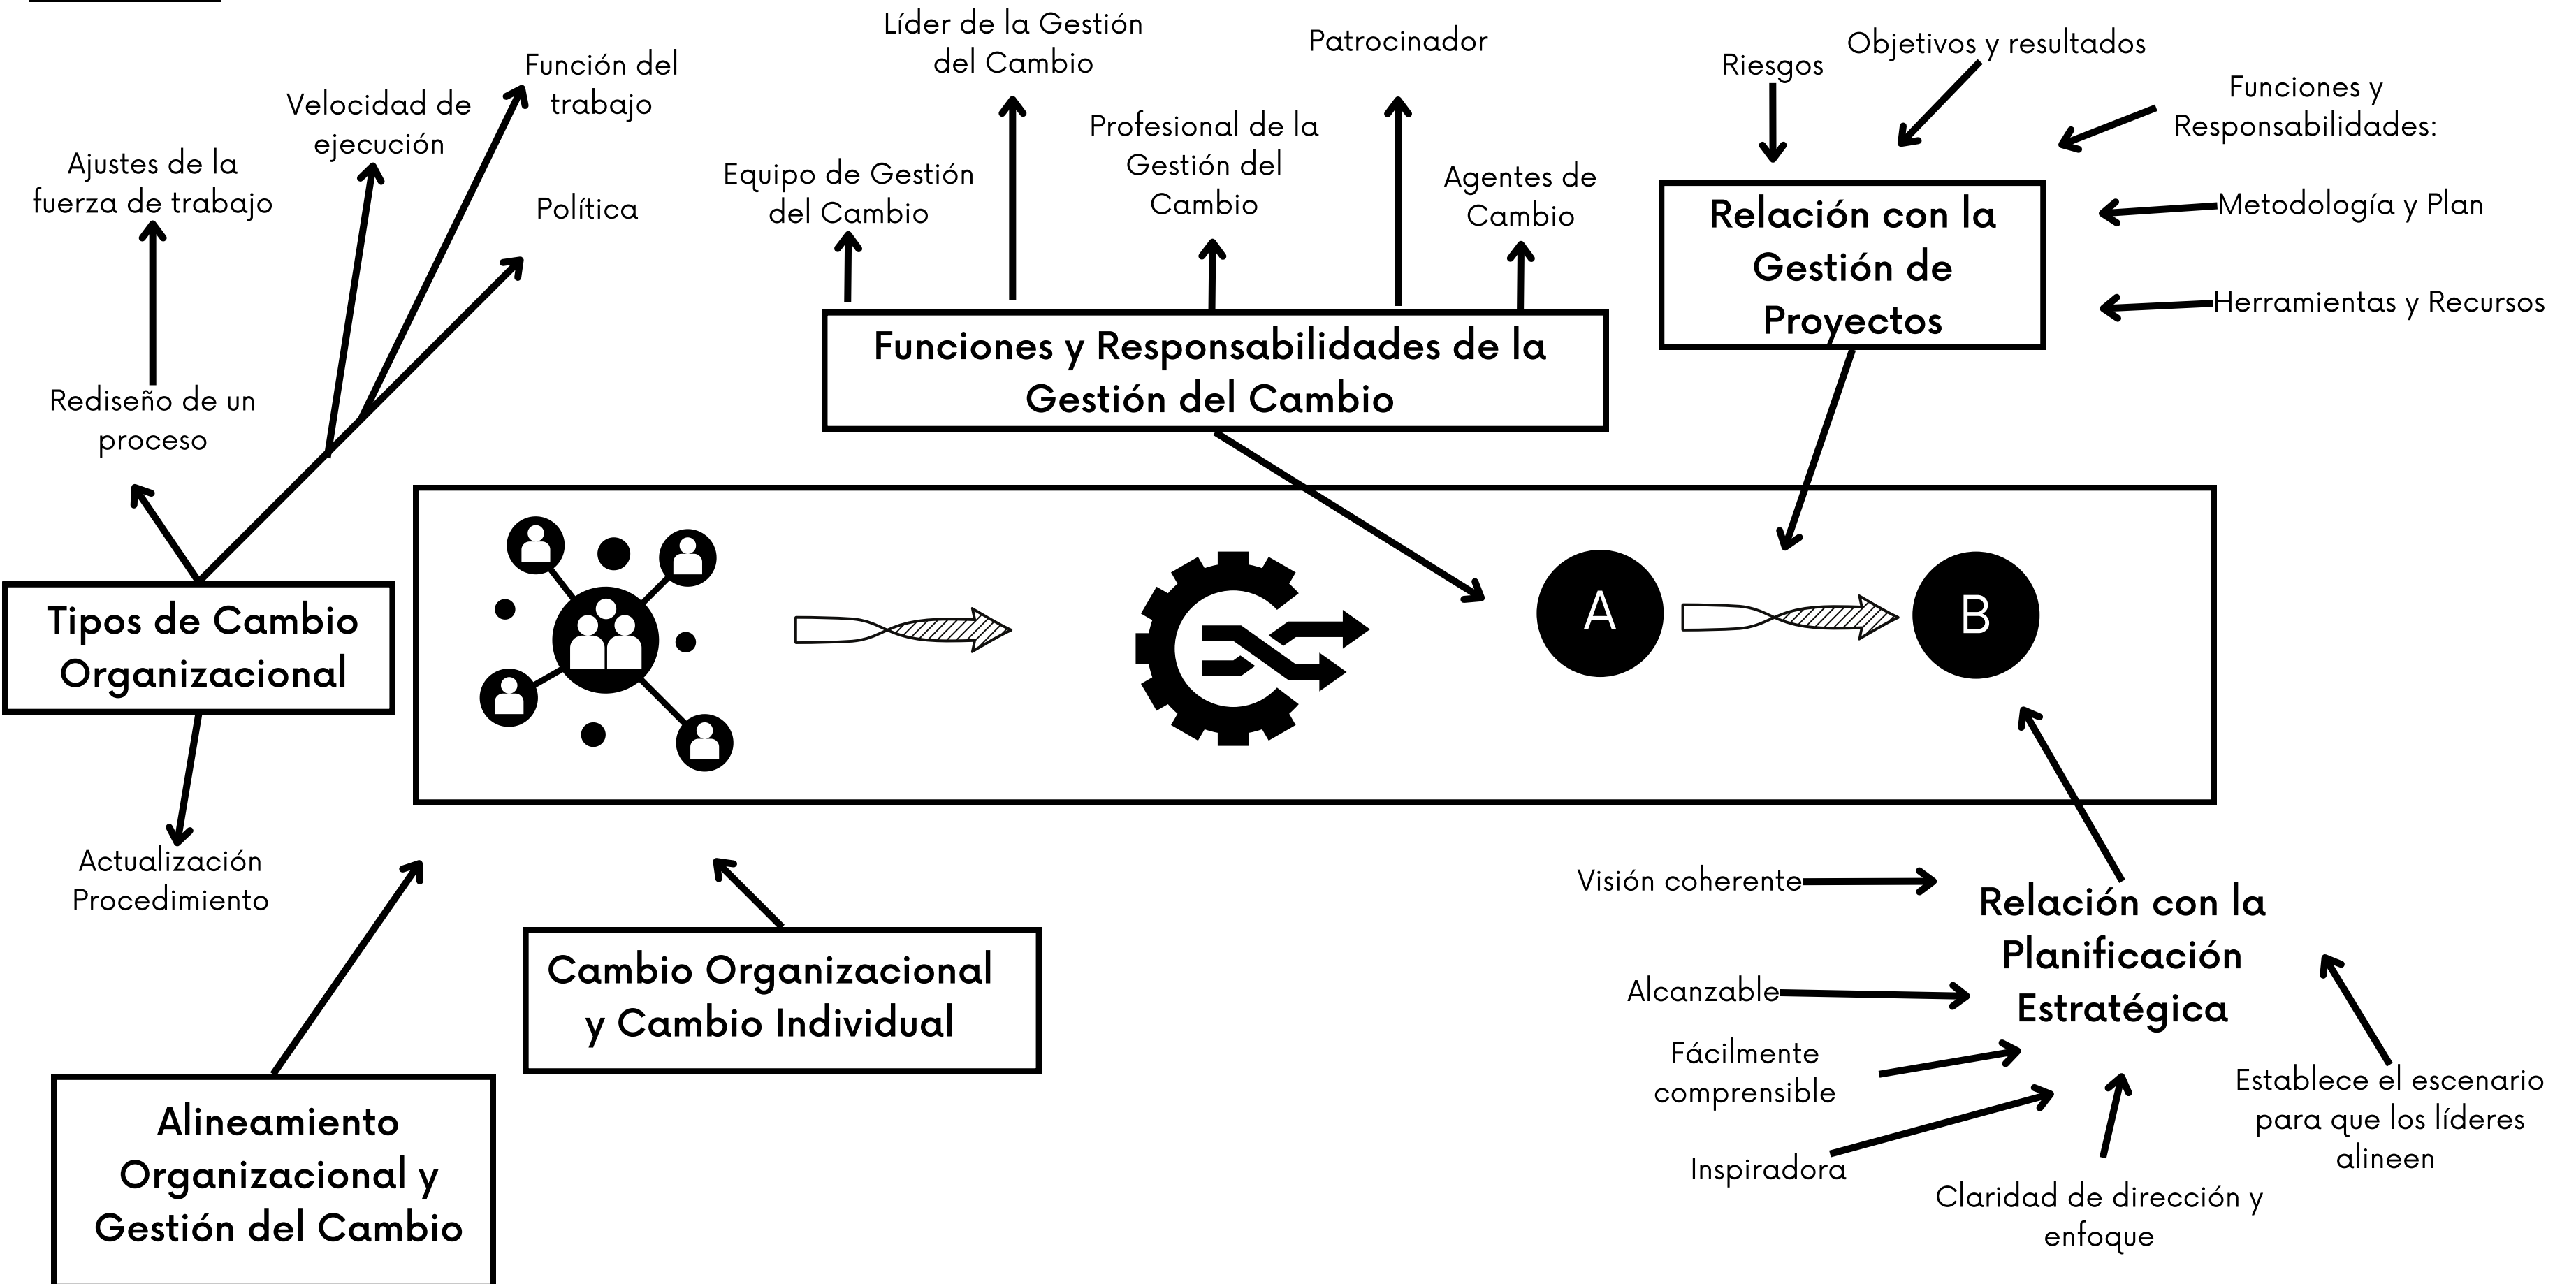 Función del
trabajo
Velocidad de
ejecución
Ajustes de la
fuerza de trabajo
Política
Rediseño de un
proceso
Tipos de Cambio
Organizacional
Actualización
Procedimiento
Líder de la Gestión
del Cambio
Patrocinador
Profesional de la
Gestión del
Cambio
Equipo de Gestión
del Cambio
Agentes de
Cambio
Funciones y Responsabilidades de la
Gestión del Cambio
Riesgos
Objetivos y resultados
Funciones y
Responsabilidades:
Metodología y Plan
Herramientas y Recursos
Relación con la
Gestión de
Proyectos
A
B
Alineamiento
Organizacional y
Gestión del Cambio
Cambio Organizacional
y Cambio Individual
Visión coherente
Alcanzable
Fácilmente
comprensible
Inspiradora
Relación con la
Planificación
Estratégica
Claridad de dirección y
enfoque
Establece el escenario
para que los líderes
alineen